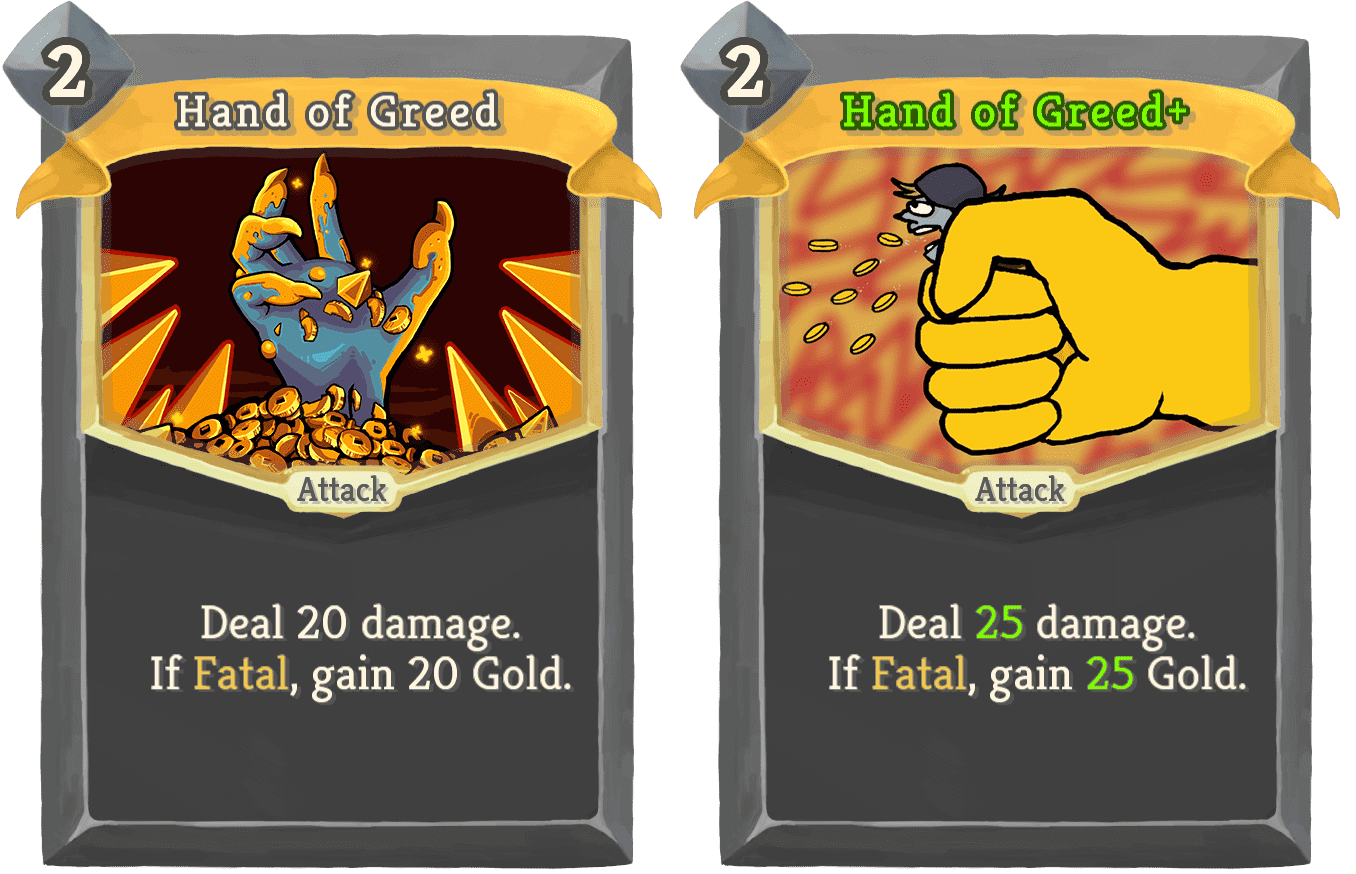 2
Hand of Greed
Attack
Deal 20 damage.
If Fatal, gain 20 Gold.
2
Hand of Greed+
Attack
Deal 25 damage.
If Fatal, gain 25 Gold.